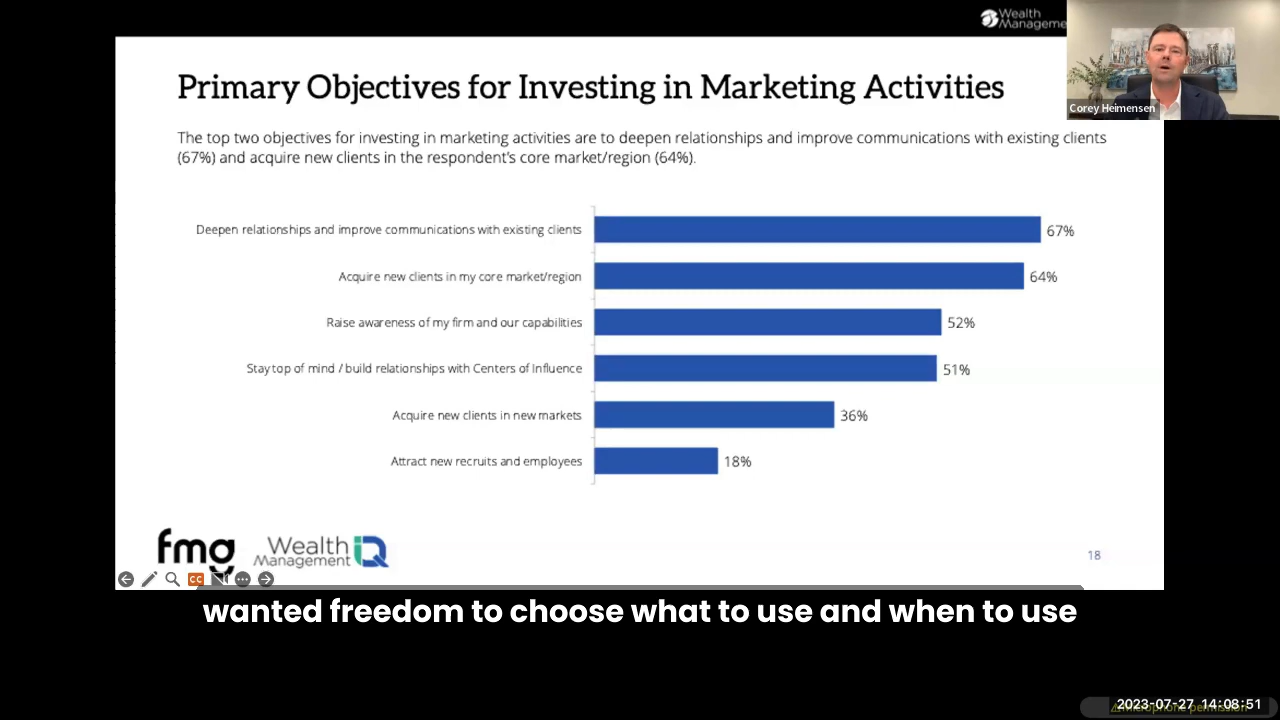 Wealth
Manageme
Corey Heimensen
Primary Objectives for Investing in Marketing Activities
The top two objectives for investing in marketing activities are to deepen relationships and improve communications with existing clients
(67%) and acquire new clients in the respondent's core market/region (64%).
Deepen relationships and improve communications with existing clients 67%
Acquire new clients in my core market/region 64%
Raise awareness of my firm and our capabilities 52%
Stay top of mind / build relationships with Centers of Influence 51%
Acquire new clients in new markets 36%
Attract new recruits and employees 18%
fmg
Wealth
Management IQ
18
CC
wanted freedom to choose what to use and when to use
2023-07-27 14:08:51